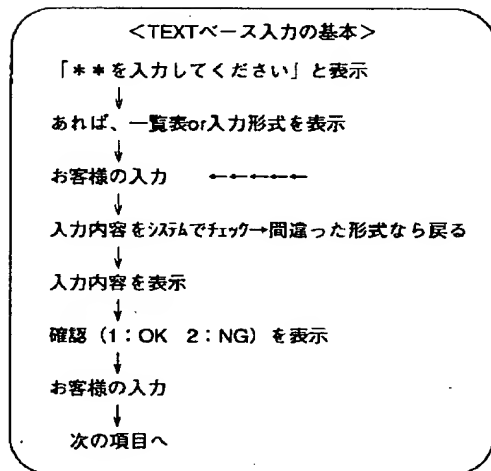 <TEXTベース入力の基本>
「＊＊を入力してください」と表示
↓
あれば、一覧表or入力形式を表示
↓
お客様の入力 ←←←←←
↓
入力内容をｼｽﾃﾑでﾁｪｯｸ→間違った形式なら戻る
↓
入力内容を表示
↓
確認（1：OK 2：NG）を表示
↓
お客様の入力
↓
次の項目へ